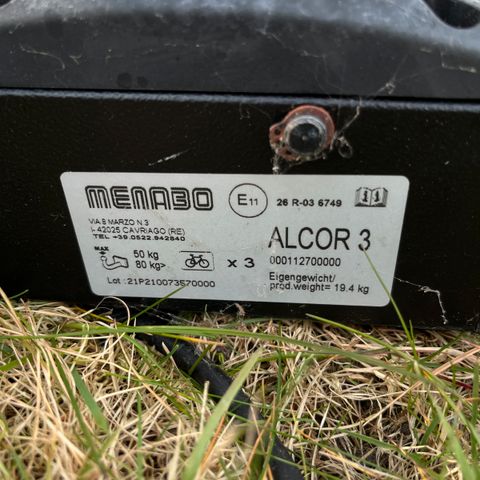 MENABO
E11
26 R-03 6749
VIA 8 MARZO N.3
I- 42025 CAVRIAGO (RE)
TEL +39.0522.942840
ALCOR 3
000112700000
MAX
50 kg
80 kg>
x 3
Eigengewicht/
prod.weight= 19.4 kg
Lot :21P210073570000